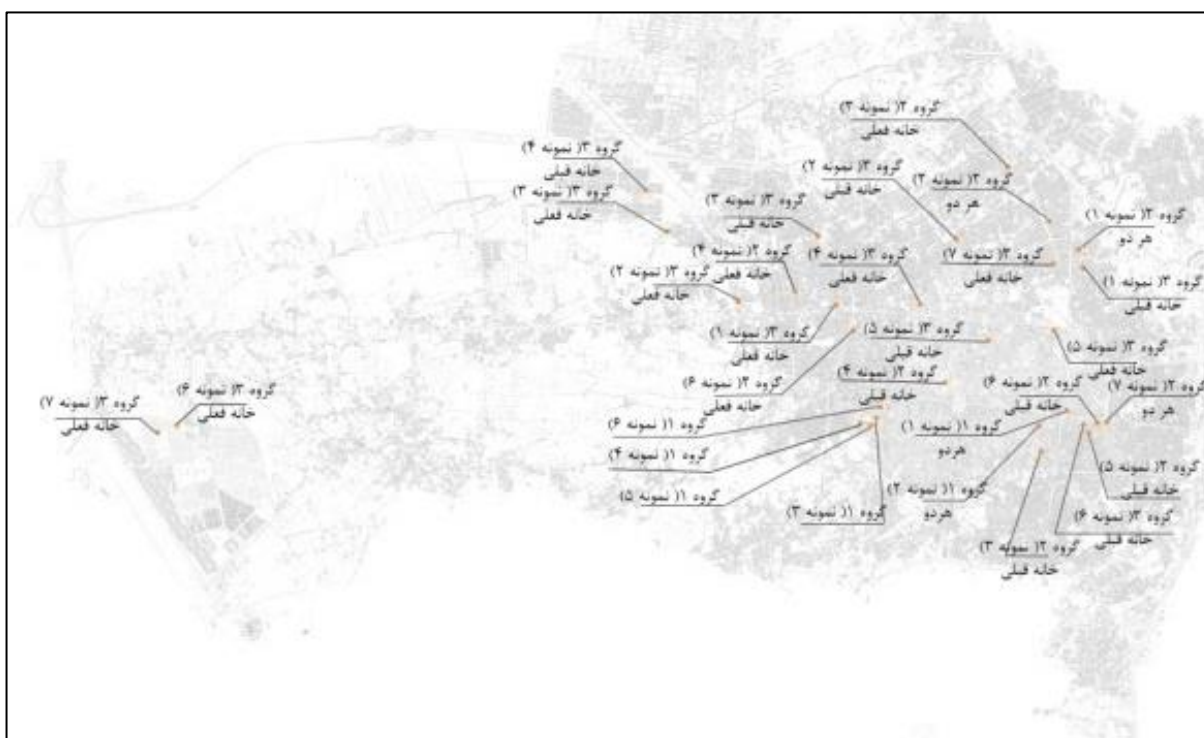 گروه ۲( نمونه ۳)
خانه فعلی
گروه ۳( نمونه ۴)
خانه قبلی
گروه ۳( نمونه ۲)
خانه قبلی
گروه ۲( نمونه ۲)
هر دو
گروه ۳( نمونه ۳)
خانه فعلی
گروه ۳( نمونه ۳)
خانه قبلی
گروه ۲( نمونه ۱)
هر دو
گروه ۲( نمونه ۴)
خانه فعلی
گروه ۳( نمونه ۴)
خانه فعلی
گروه ۳( نمونه ۷)
خانه فعلی
گروه ۳( نمونه ۱)
خانه قبلی
گروه ۳( نمونه ۲)
خانه فعلی
گروه ۳( نمونه ۱)
خانه فعلی
گروه ۳( نمونه ۵)
خانه قبلی
گروه ۳( نمونه ۵)
خانه فعلی
گروه ۲( نمونه ۶)
خانه فعلی
گروه ۲( نمونه ۴)
خانه قبلی
گروه ۲( نمونه ۶)
خانه قبلی
گروه ۲( نمونه ۷)
هر دو
گروه ۳( نمونه ۶)
خانه فعلی
گروه ۳( نمونه ۷)
خانه فعلی
گروه ۱( نمونه ۶)
گروه ۱( نمونه ۱)
هردو
گروه ۱( نمونه ۴)
گروه ۲( نمونه ۵)
خانه قبلی
گروه ۱( نمونه ۵)
گروه ۱( نمونه ۲)
هردو
گروه ۱( نمونه ۳)
گروه ۳( نمونه ۶)
خانه قبلی
گروه ۲( نمونه ۳)
خانه قبلی